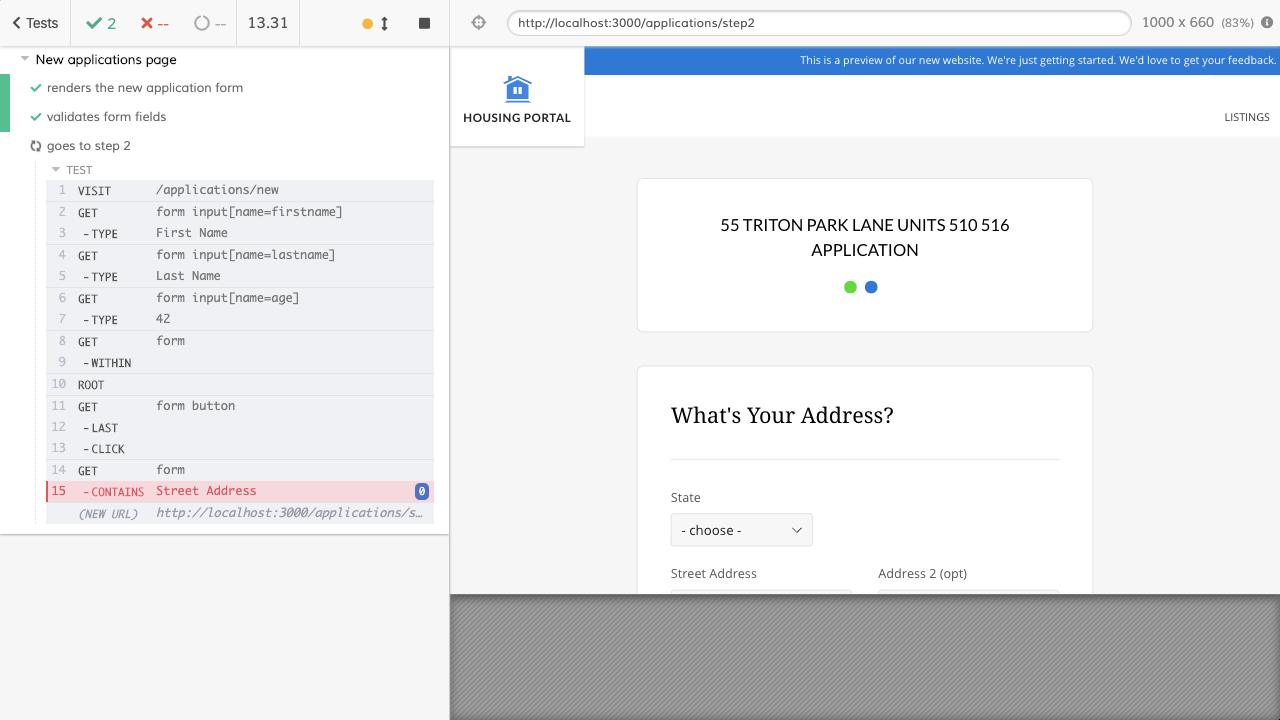 Tests
2
--
--
13.31
http://localhost:3000/applications/step2
1000 x 660 (83%)
New applications page
renders the new application form
validates form fields
goes to step 2
TEST
1 VISIT /applications/new
2 GET form input[name=firstname]
3 -TYPE First Name
4 GET form input[name=lastname]
5 -TYPE Last Name
6 GET form input[name=age]
7 -TYPE 42
8 GET form
9 -WITHIN
10 ROOT
11 GET form button
12 -LAST
13 -CLICK
14 GET form
15 -CONTAINS Street Address 0
(NEW URL) http://localhost:3000/applications/s…
This is a preview of our new website. We're just getting started. We'd love to get your feedback.
HOUSING PORTAL
LISTINGS
55 TRITON PARK LANE UNITS 510 516
APPLICATION
What's Your Address?
State
- choose -
Street Address Address 2 (opt)